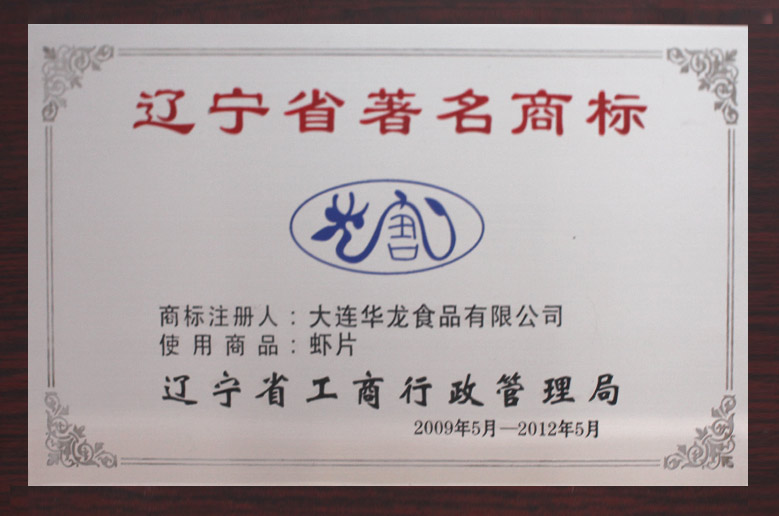 辽宁省著名商标
商标注册人：大连华龙食品有限公司
使用商品：虾片
辽宁省工商行政管理局
2009年5月—2012年5月